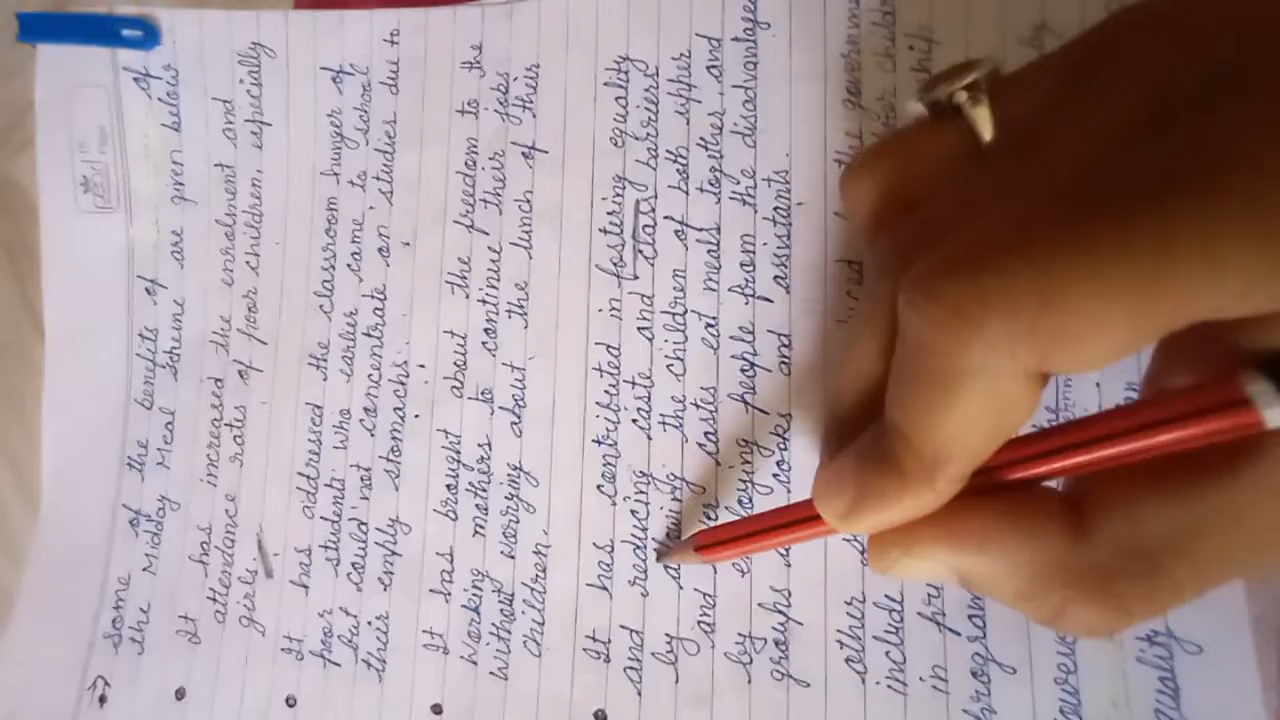 Some of the benefits of of
the Midday Meal Scheme are given below
It has increased the enrolment and
attendance rates of poor children, especially
girls.
It has addressed the classroom hunger of
poor students who earlier came to school
but could not concentrate on studies due to
their empty stomachs.
It has brought about the freedom to the
working mothers to continue their jobs
without worrying about the lunch of their
children.
It has contributed in fostering equality
and reducing caste and class barriers
by the children of both upper
and castes eat meals together and
by people from the disadvantaged
groups cooks and assistants.
other the governme
include
in
program
quality